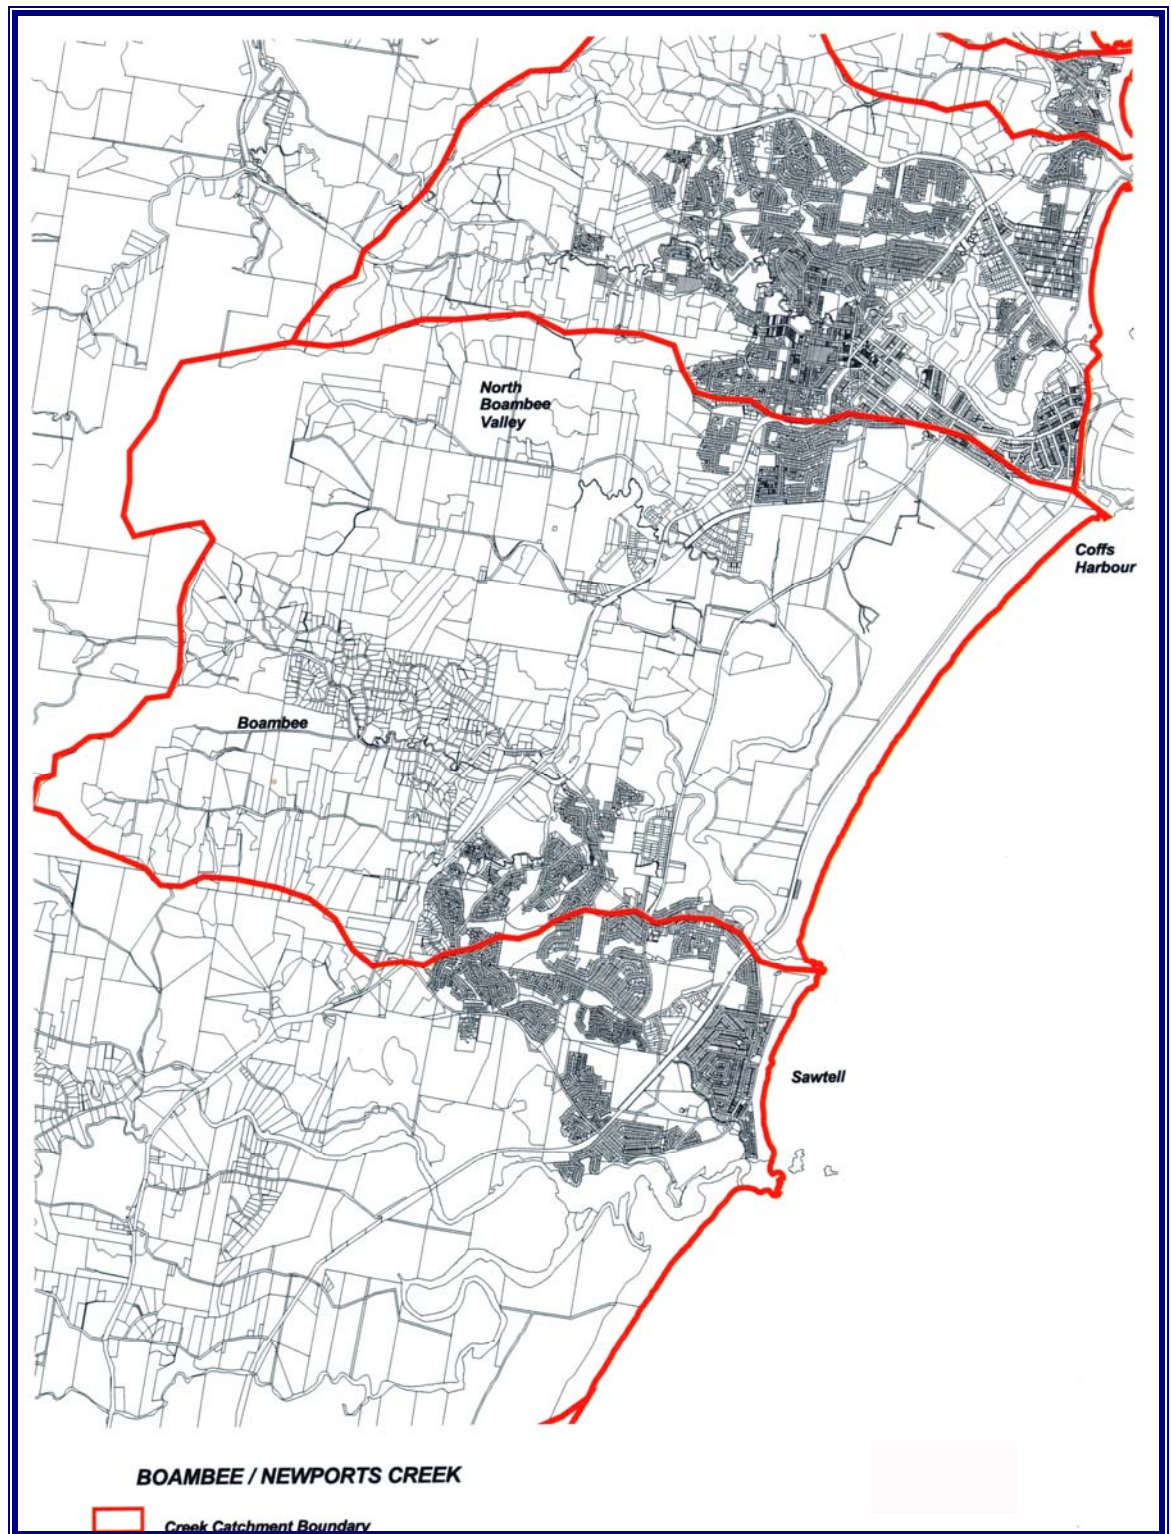 North
Boambee
Valley
Coffs
Harbour
Boambee
Sawtell
BOAMBEE / NEWPORTS CREEK
Creek Catchment Boundary